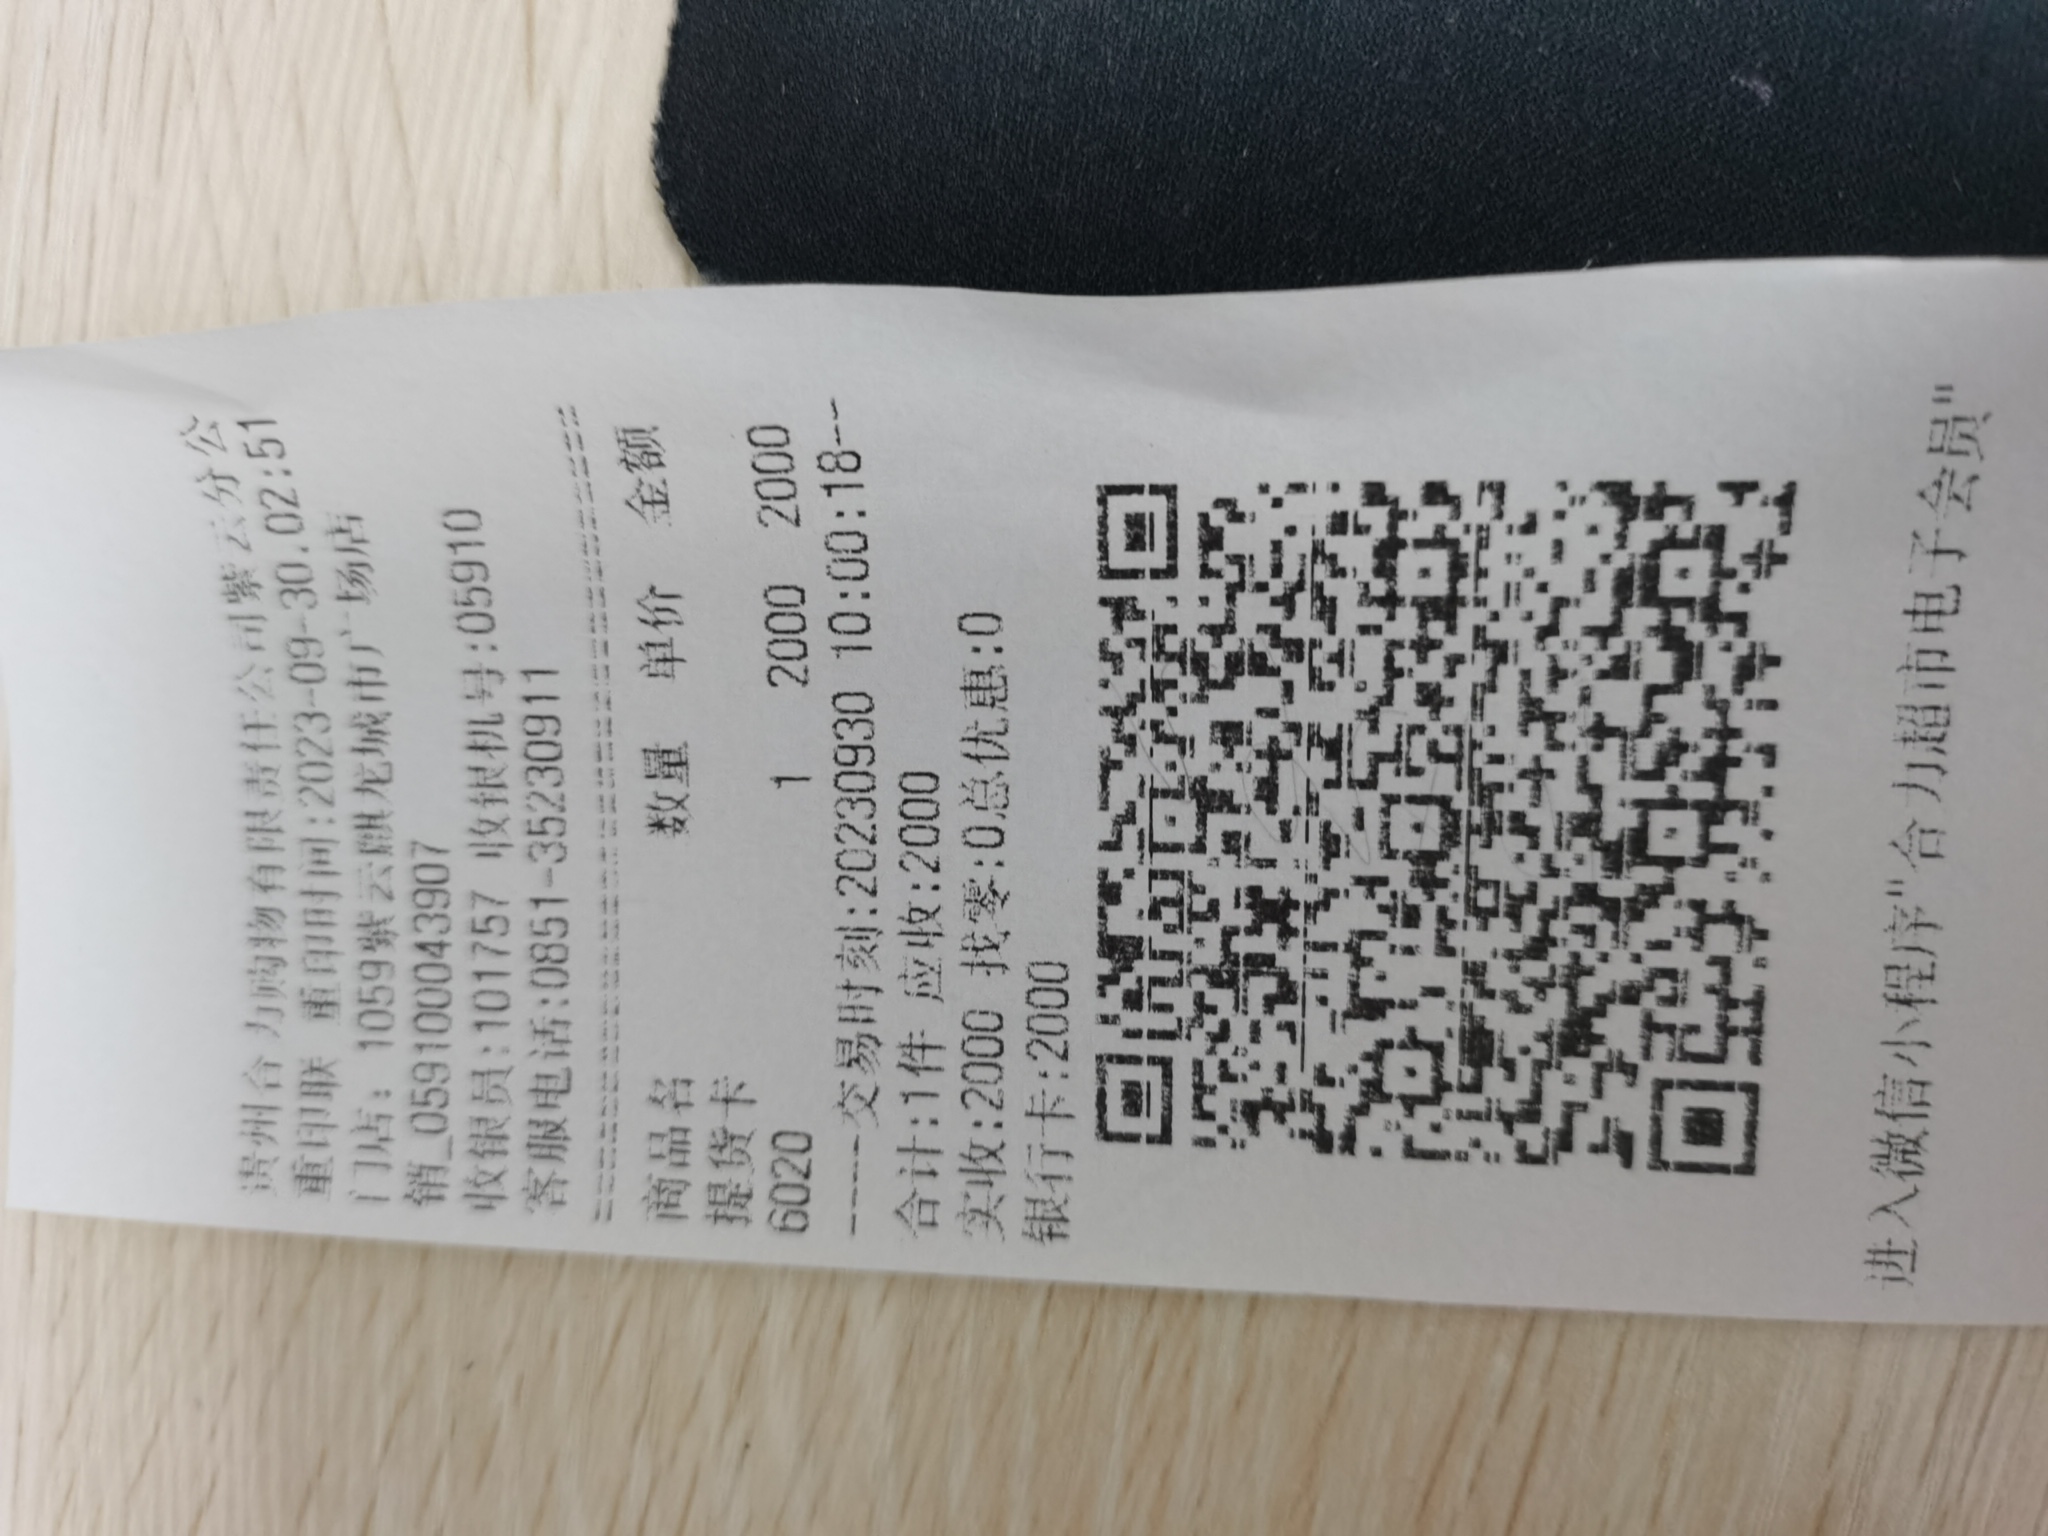 贵州合力购物有限责任公司紫云分公
重印联 重印时间:2023-09-30.02:51
门店: 1059紫云麒龙城市广场店
销_0591000043907
收银员:101757 收银机号:05910
客服电话:0851-35230911
商品名 数量 单价 金额
提货卡
6020 1 2000 2000
----交易时刻:20230930 10:00:18--
合计:1件 应收:2000
实收:2000 找零:0总优惠:0
银行卡:2000
进入微信小程序"合力超市电子会员"